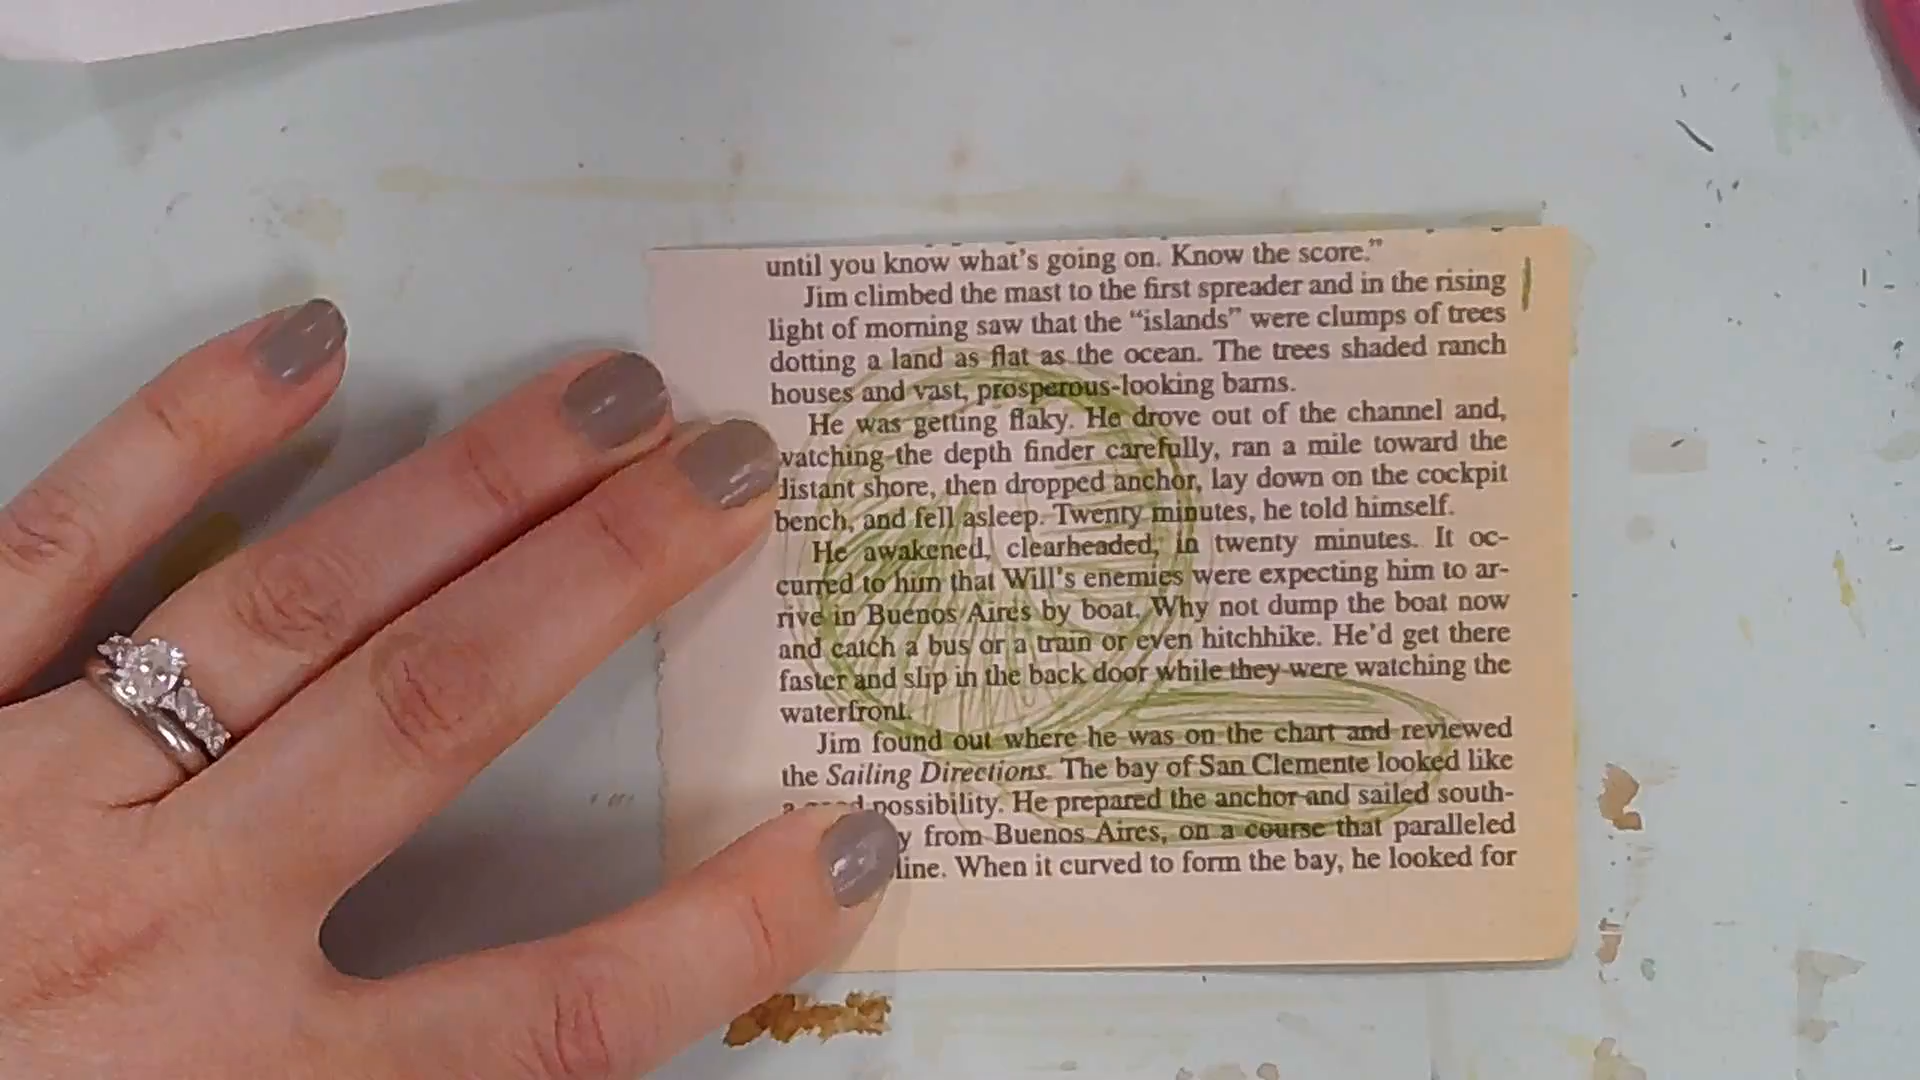 until you know what's going on. Know the score."
Jim climbed the mast to the first spreader and in the rising
light of morning saw that the "islands" were clumps of trees
dotting a land as flat as the ocean. The trees shaded ranch
houses and vast, prosperous-looking barns.
He was getting flaky. He drove out of the channel and,
watching the depth finder carefully, ran a mile toward the
distant shore, then dropped anchor, lay down on the cockpit
bench, and fell asleep. Twenty minutes, he told himself.
He awakened, clearheaded, in twenty minutes. It oc-
curred to him that Will's enemies were expecting him to ar-
rive in Buenos Aires by boat. Why not dump the boat now
and catch a bus or a train or even hitchhike. He'd get there
faster and slip in the back door while they were watching the
waterfront.
Jim found out where he was on the chart and reviewed
the Sailing Directions. The bay of San Clemente looked like
a possibility. He prepared the anchor and sailed south-
y from Buenos Aires, on a course that paralleled
line. When it curved to form the bay, he looked for